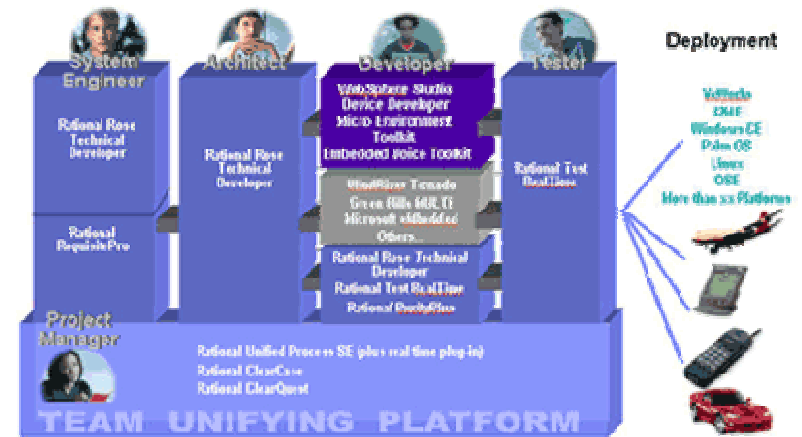 System
Engineer
Rational Rose
Technical
Developer
Rational
RequisitePro
Architect
Rational Rose
Technical
Developer
Developer
WebSphere Studio
Device Developer
Micro Environment
Toolkit
Embedded Voice Toolkit
WindRiver Tornado
Green Hills MULTI
Microsoft eMbedded
Others...
Rational Rose Technical
Developer
Rational Test RealTime
Rational PurifyPlus
Tester
Rational Test
RealTime
Deployment
VxWorks
Windows CE
Palm OS
Linux
OSE
More than Platforms
Project
Manager
Rational Unified Process SE (plus real time plug-in)
Rational ClearCase
Rational ClearQuest
TEAM UNIFYING PLATFORM